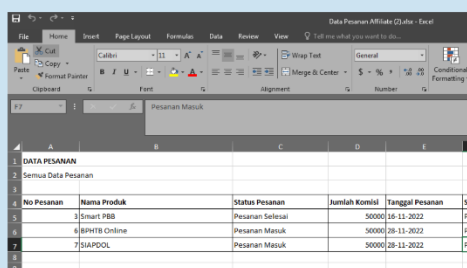 Data Pesanan Affiliate (2).xlsx - Excel
File Home Insert Page Layout Formulas Data Review View Tell me what you want to do...
Cut
Copy
Format Painter
Paste
Calibri 11 A A Wrap Text General
B I U A Merge & Center $ % , Conditional Formatting
Clipboard Font Alignment Number
F7 fx Pesanan Masuk
A B C D E
1 DATA PESANAN
2 Semua Data Pesanan
3
4 No Pesanan Nama Produk Status Pesanan Jumlah Komisi Tanggal Pesanan S
5 3 Smart PBB Pesanan Selesai 50000 16-11-2022 P
6 6 BPHTB Online Pesanan Masuk 50000 28-11-2022 P
7 7 SIAPDOL Pesanan Masuk 50000 28-11-2022 P
8